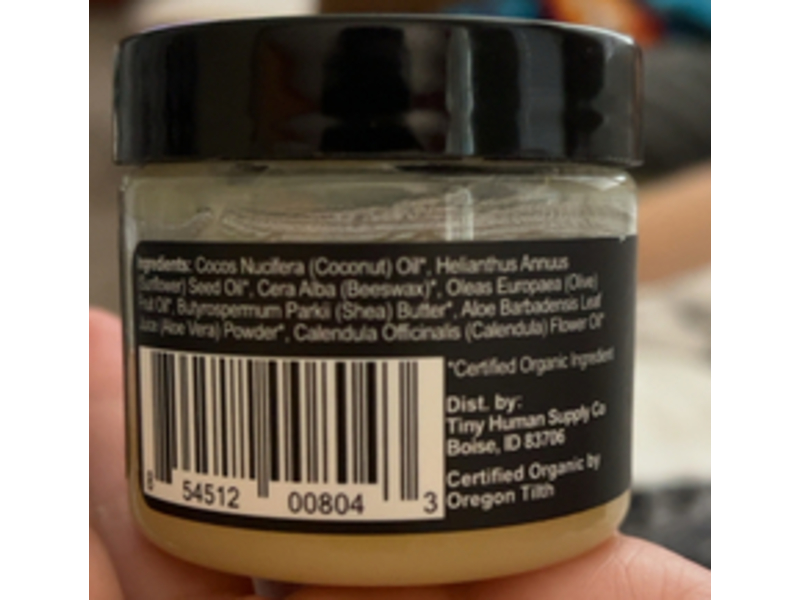 Ingredients: Cocos Nucifera (Coconut) Oil*, Helianthus Annuus
(Sunflower) Seed Oil*, Cera Alba (Beeswax)*, Oleas Europaea (Olive)
Fruit Oil*, Butyrospermum Parkii (Shea) Butter*, Aloe Barbadensis Leaf
Juice (Aloe Vera) Powder*, Calendula Officinalis (Calendula) Flower Oil*
*Certified Organic Ingredient
Dist. by:
Tiny Human Supply Co
Boise, ID 83706
Certified Organic by
Oregon Tilth
8 54512 00804 3